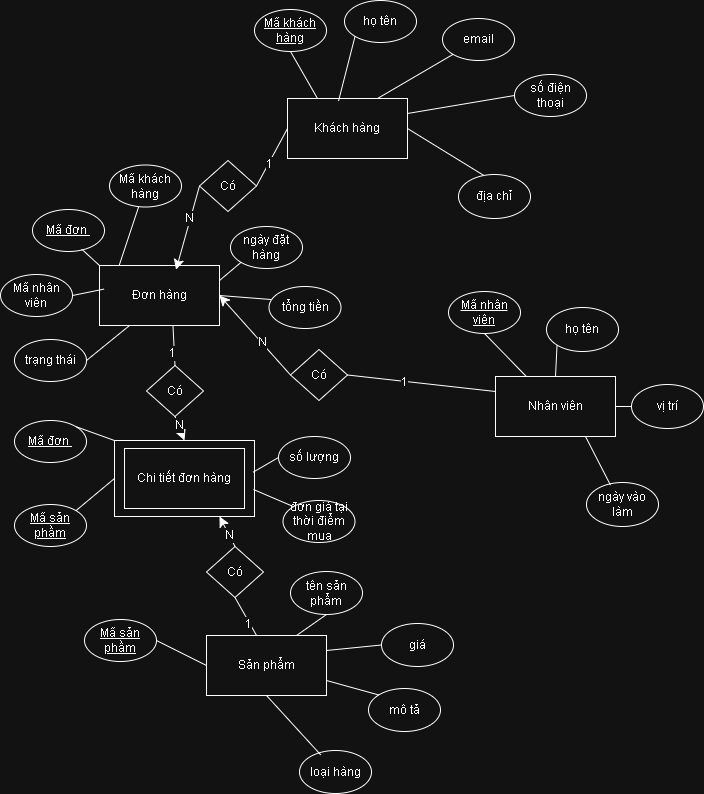 họ tên
Mã khách
hàng
email
số điện
thoại
Khách hàng
1
Có
Mã khách
hàng
địa chỉ
N
Mã đơn
ngày đặt
hàng
Mã nhân
viên
Đơn hàng
tổng tiền
Mã nhân
viên
họ tên
trạng thái
1
N
Có
1
Có
Nhân viên
vị trí
N
Mã đơn
số lượng
Chi tiết đơn hàng
ngày vào
làm
Mã sản
phầm
đơn giá tại
thời điểm
mua
N
Có
tên sản
phẩm
1
Mã sản
phầm
giá
Sản phẩm
mô tả
loại hàng